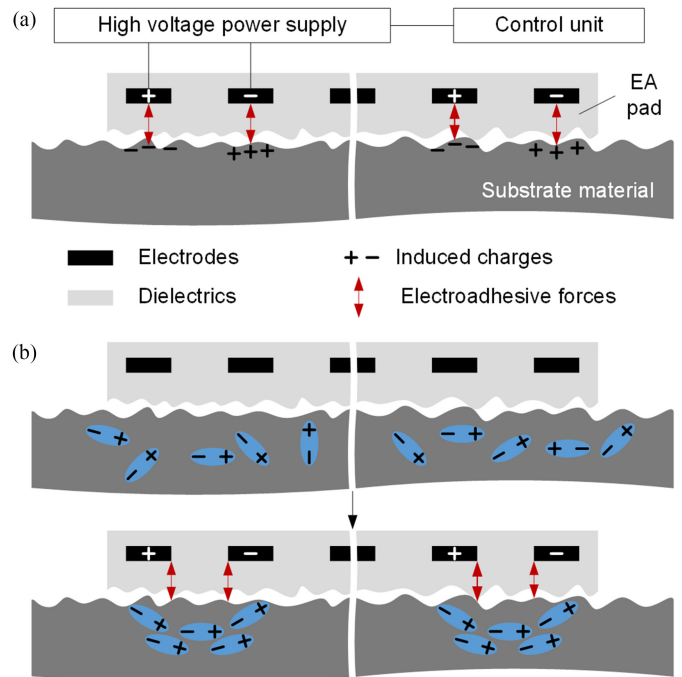 (a)
High voltage power supply
Control unit
+ − + −
EA
pad
− − − + + + − − − + + +
Substrate material
Electrodes
+ − Induced charges
Dielectrics
Electroadhesive forces
(b)
− + − + − + − + + − − + − + − + + − − +
+ − + −
− + − + − + − + − + − + − + − + − + − +